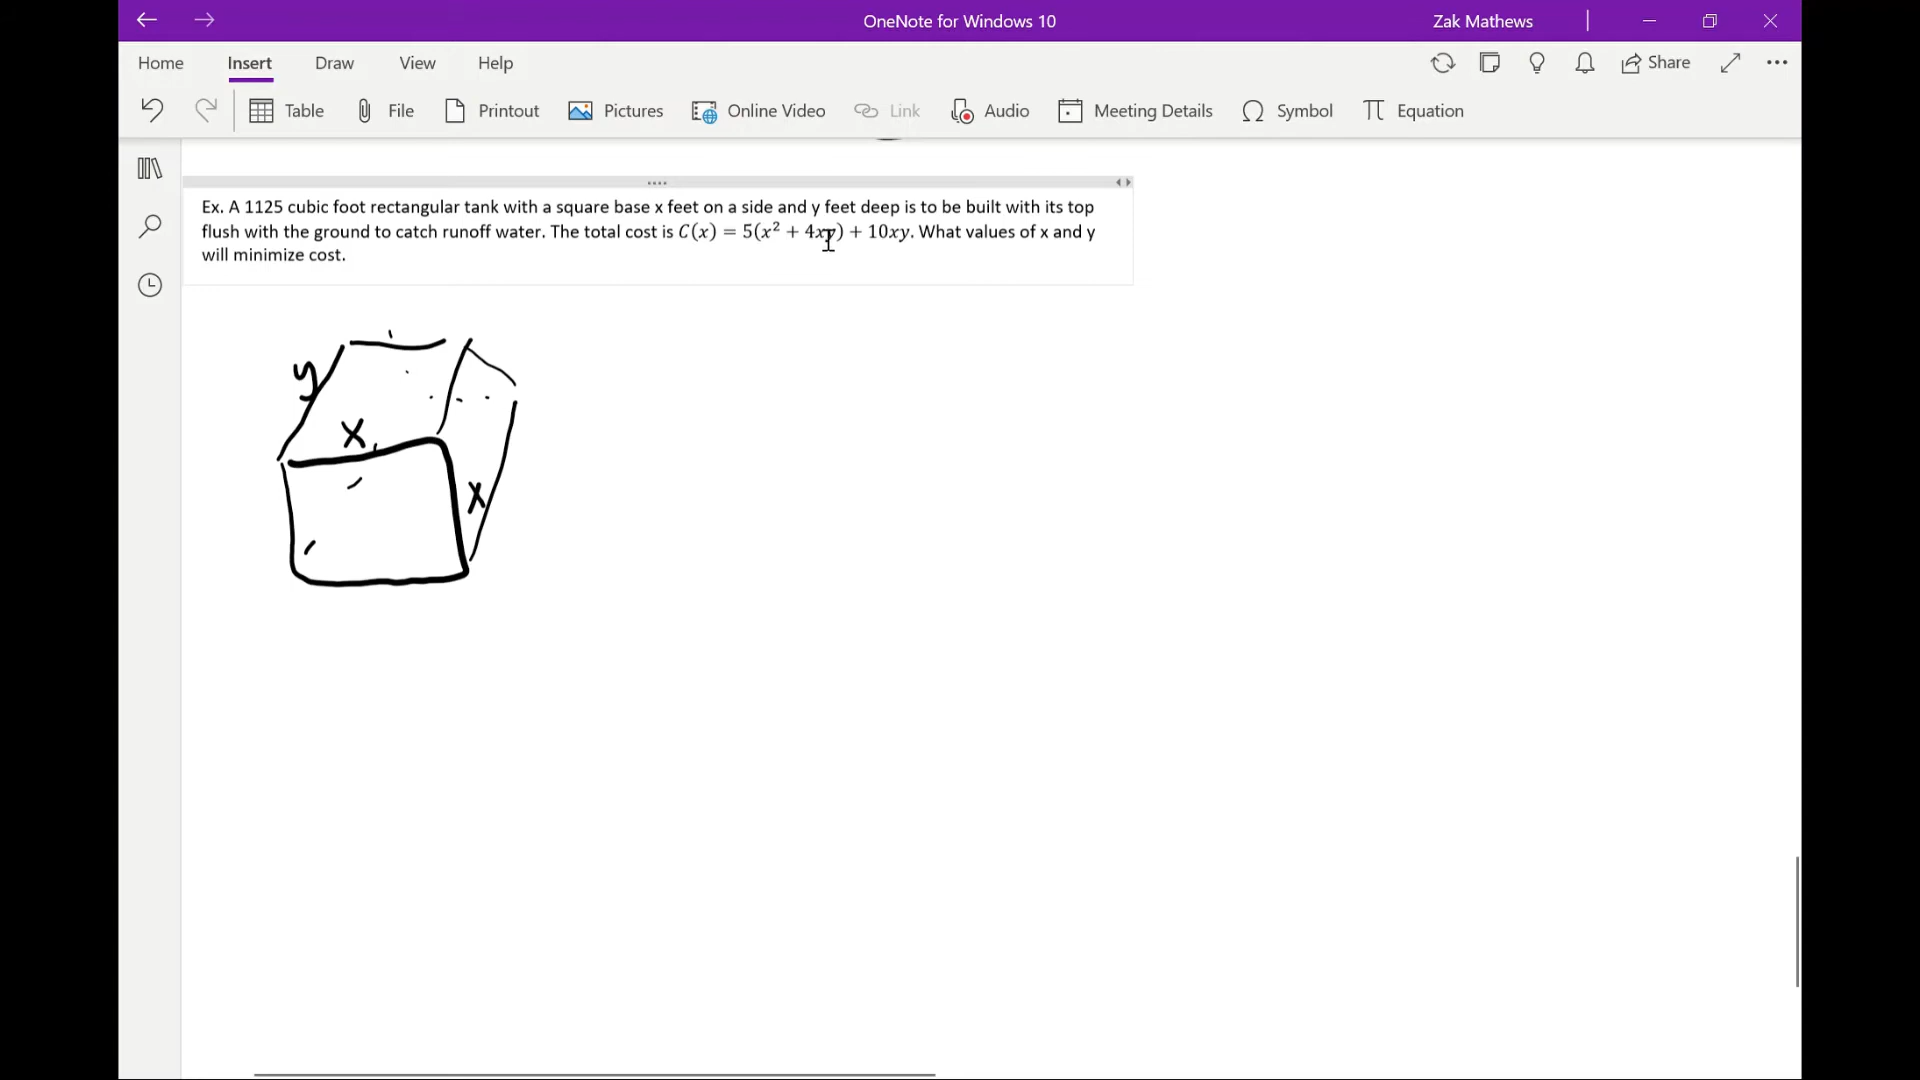 OneNote for Windows 10
Zak Mathews
Home Insert Draw View Help
Share
Table File Printout Pictures Online Video Link Audio Meeting Details Symbol Equation
Ex. A 1125 cubic foot rectangular tank with a square base x feet on a side and y feet deep is to be built with its top
flush with the ground to catch runoff water. The total cost is C(x) = 5(x² + 4xy) + 10xy. What values of x and y
will minimize cost.
y
x
x